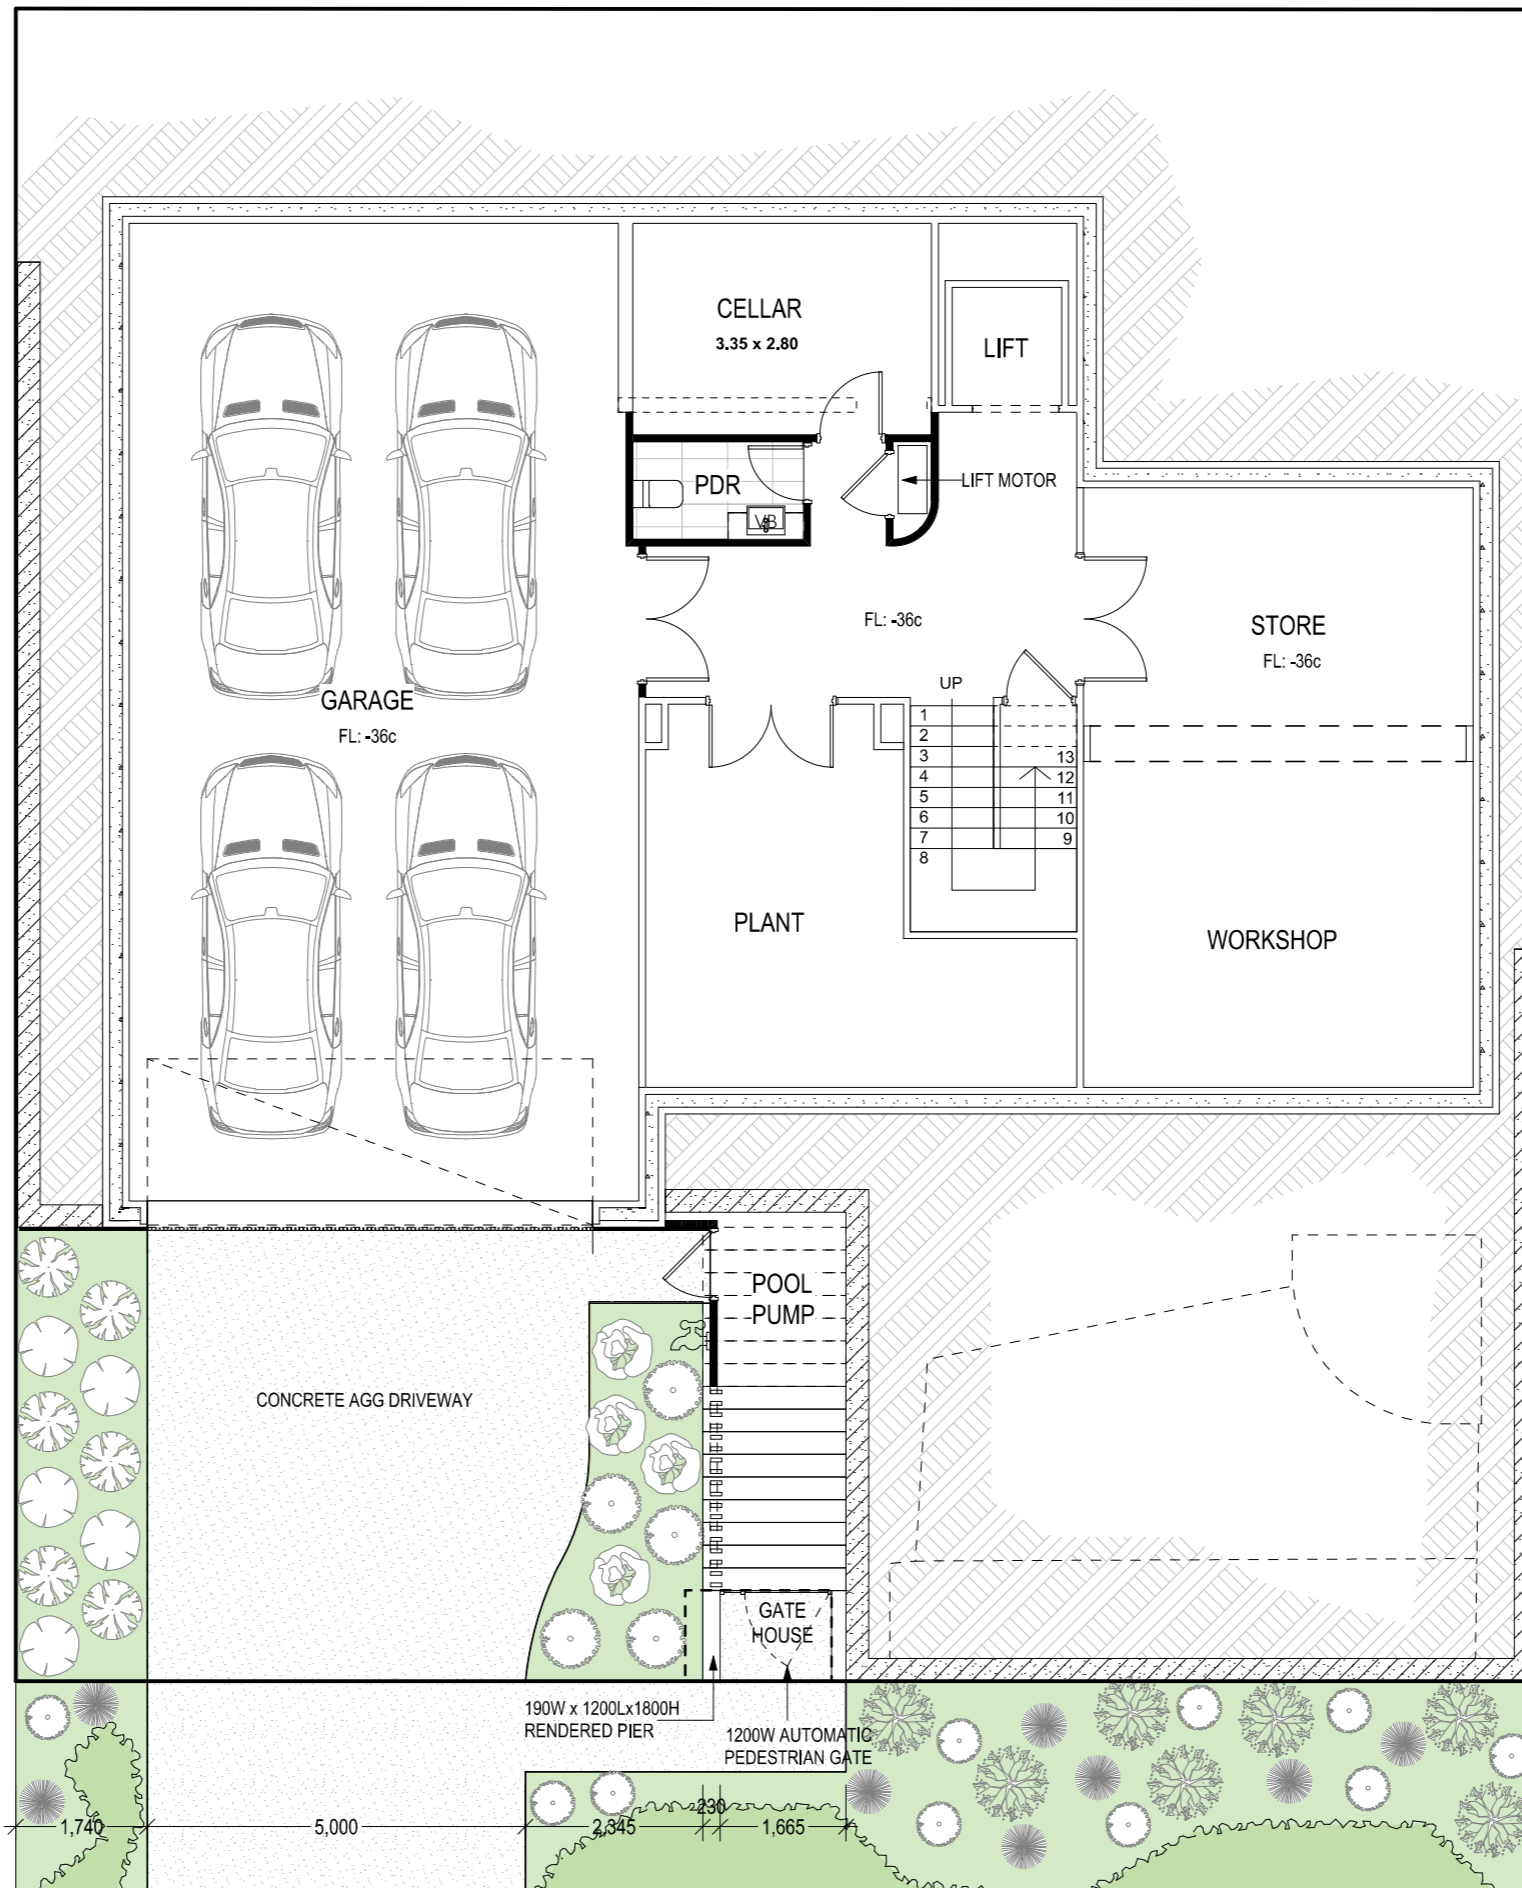 CELLAR
3.35 x 2.80
LIFT
PDR
LIFT MOTOR
VB
FL: -36c
STORE
FL: -36c
UP
GARAGE
FL: -36c
1
2
3
4
5
6
7
8
13
12
11
10
9
PLANT
WORKSHOP
POOL
PUMP
CONCRETE AGG DRIVEWAY
GATE
HOUSE
190W x 1200Lx1800H
RENDERED PIER
1200W AUTOMATIC
PEDESTRIAN GATE
1,740
5,000
2,345
230
1,665